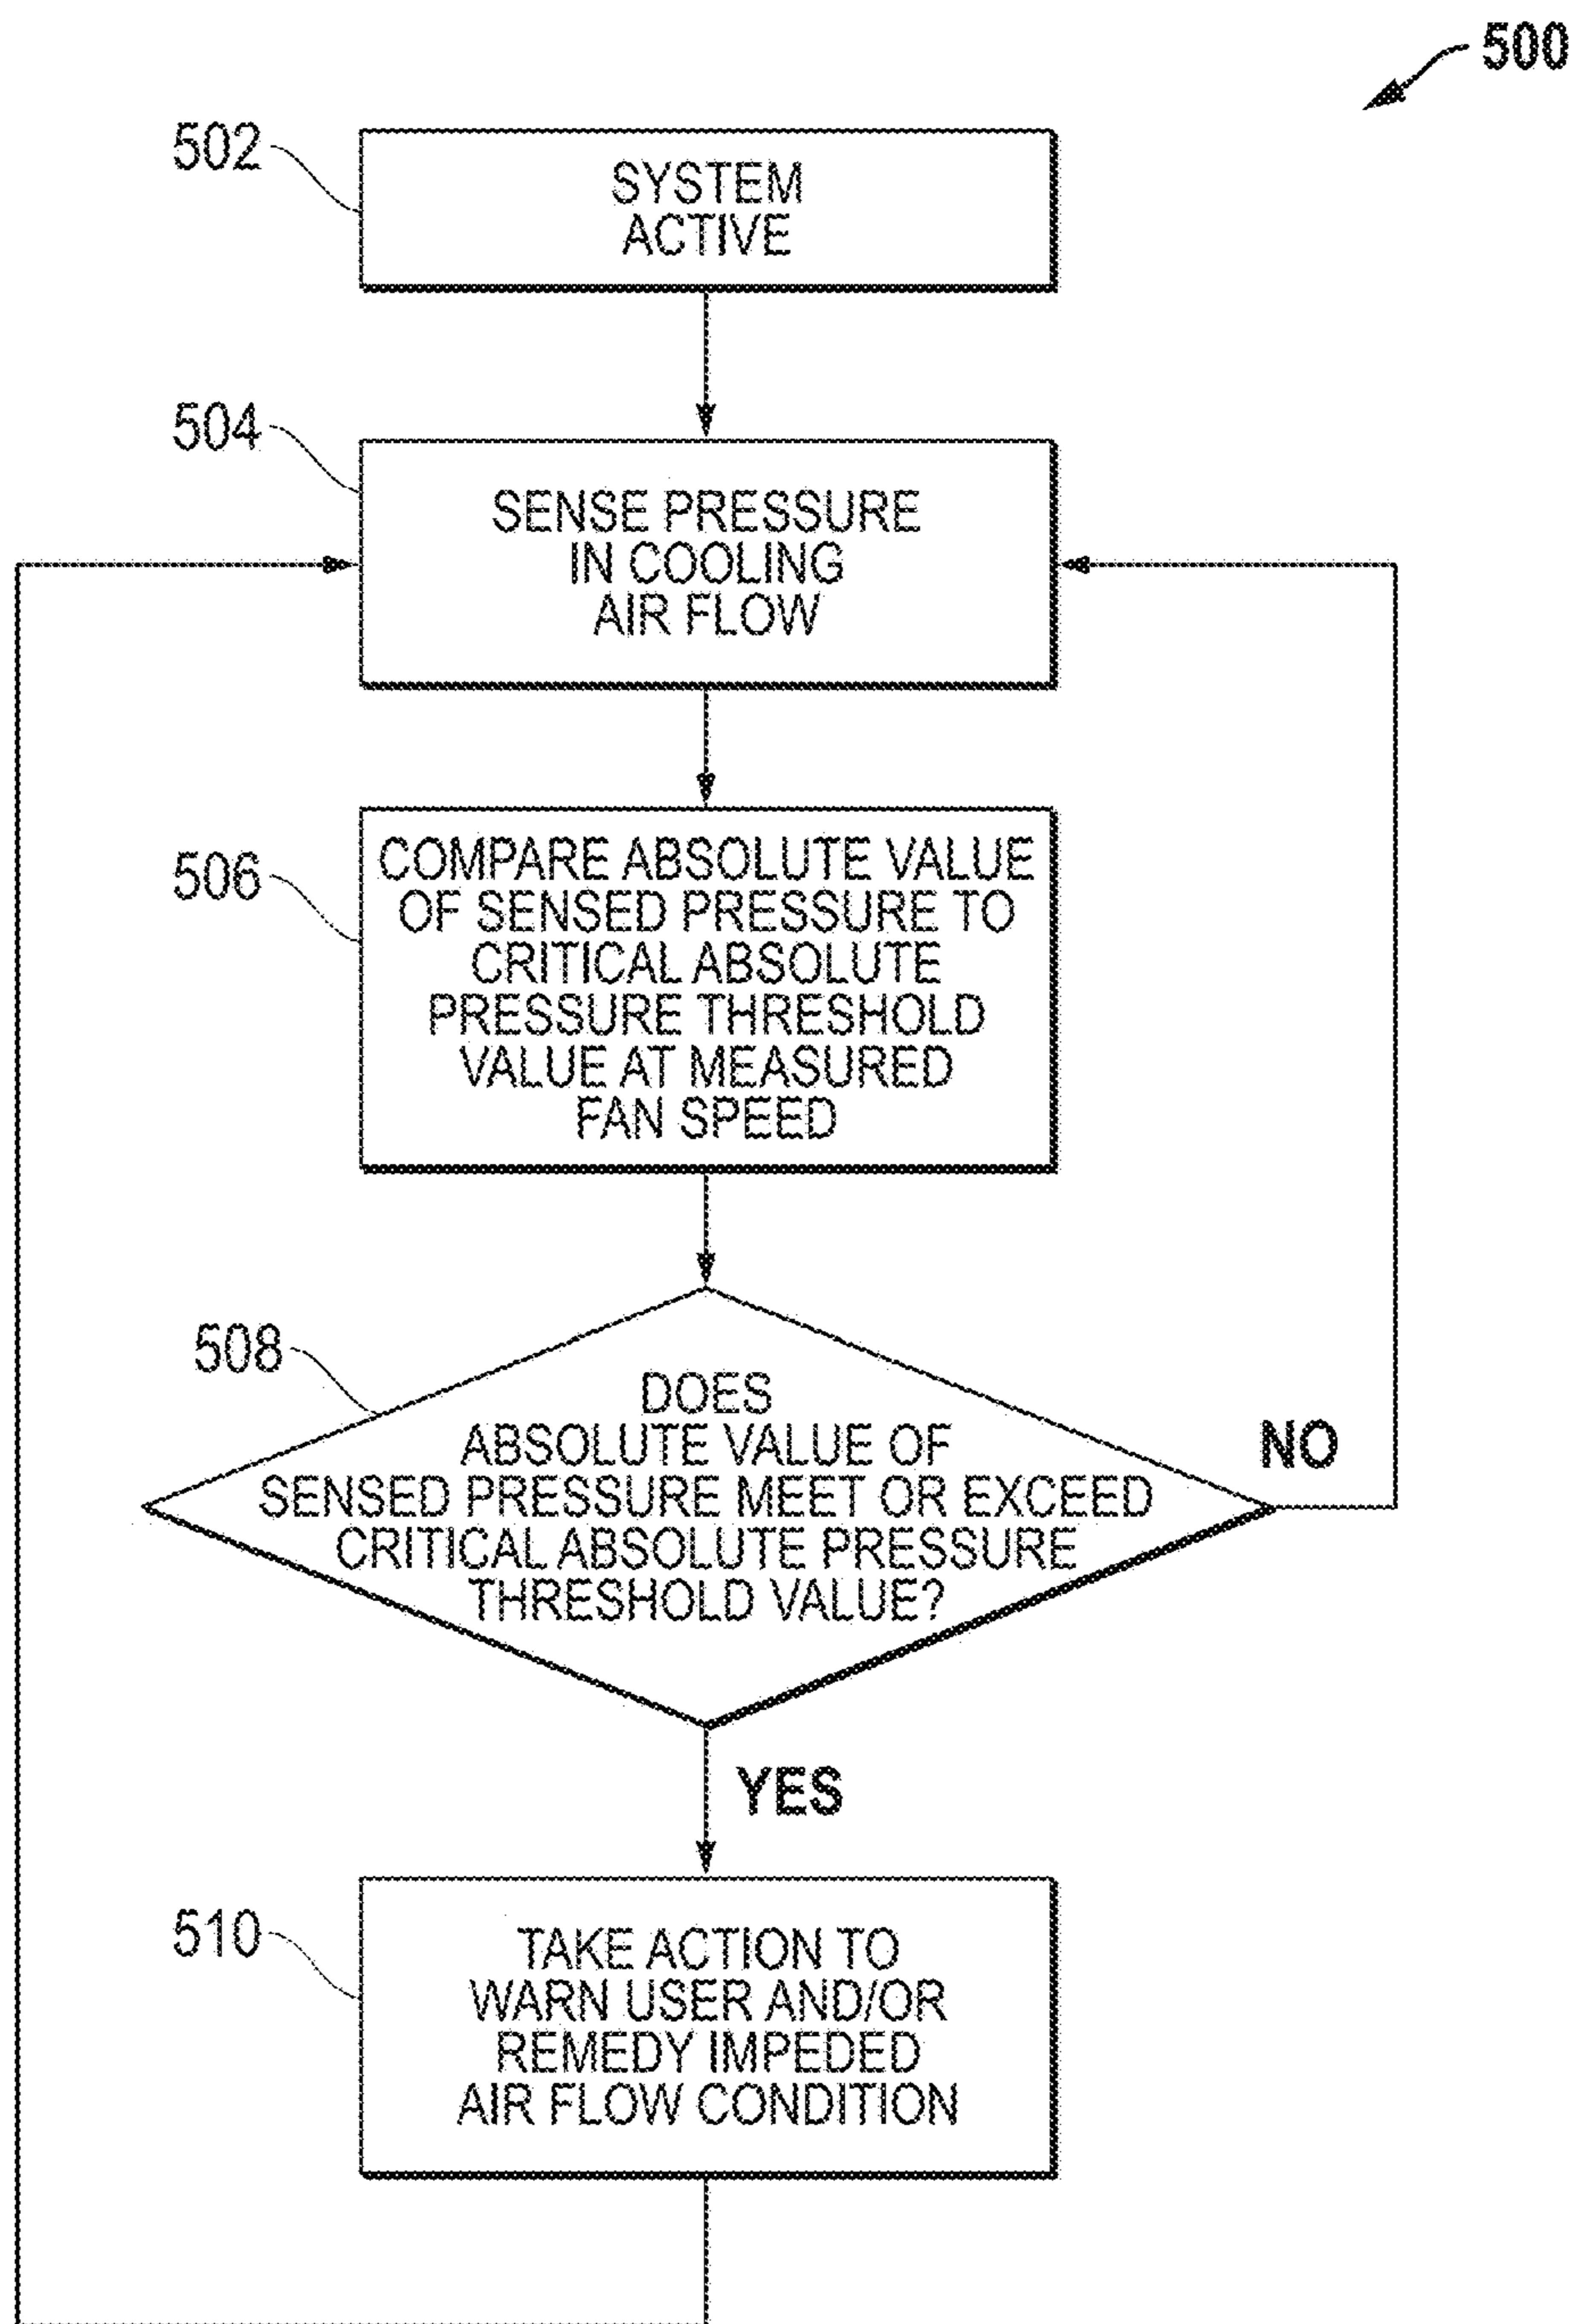 500
502
SYSTEM
ACTIVE
504
SENSE PRESSURE
IN COOLING
AIR FLOW
506
COMPARE ABSOLUTE VALUE
OF SENSED PRESSURE TO
CRITICAL ABSOLUTE
PRESSURE THRESHOLD
VALUE AT MEASURED
FAN SPEED
508
DOES
ABSOLUTE VALUE OF
SENSED PRESSURE MEET OR EXCEED
CRITICAL ABSOLUTE PRESSURE
THRESHOLD VALUE?
NO
YES
510
TAKE ACTION TO
WARN USER AND/OR
REMEDY IMPEDED
AIR FLOW CONDITION